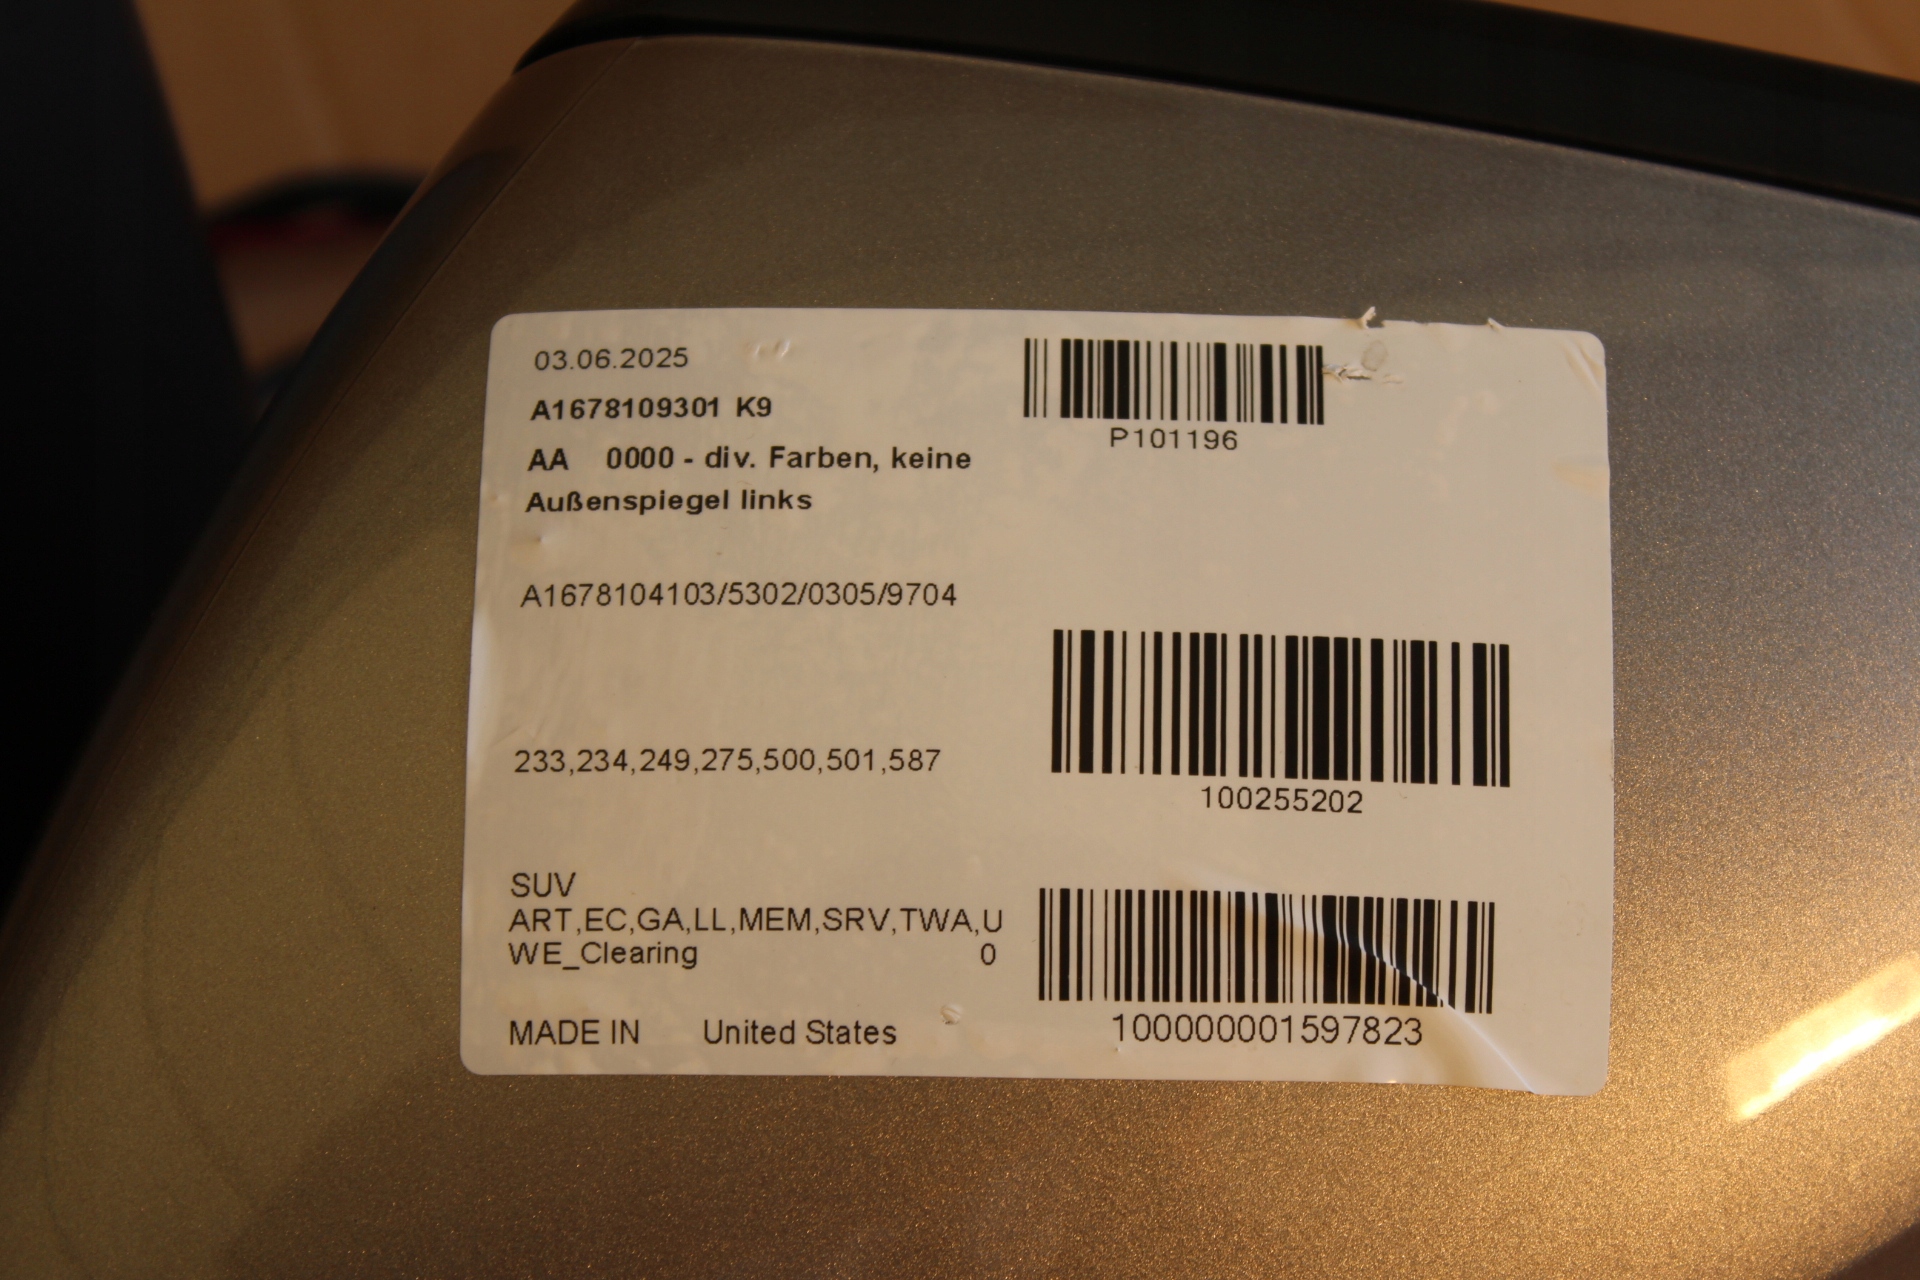 03.06.2025
A1678109301 K9
P101196
AA 0000 - div. Farben, keine
Außenspiegel links
A1678104103/5302/0305/9704
233,234,249,275,500,501,587
100255202
SUV
ART,EC,GA,LL,MEM,SRV,TWA,U
WE_Clearing 0
MADE IN United States
100000001597823